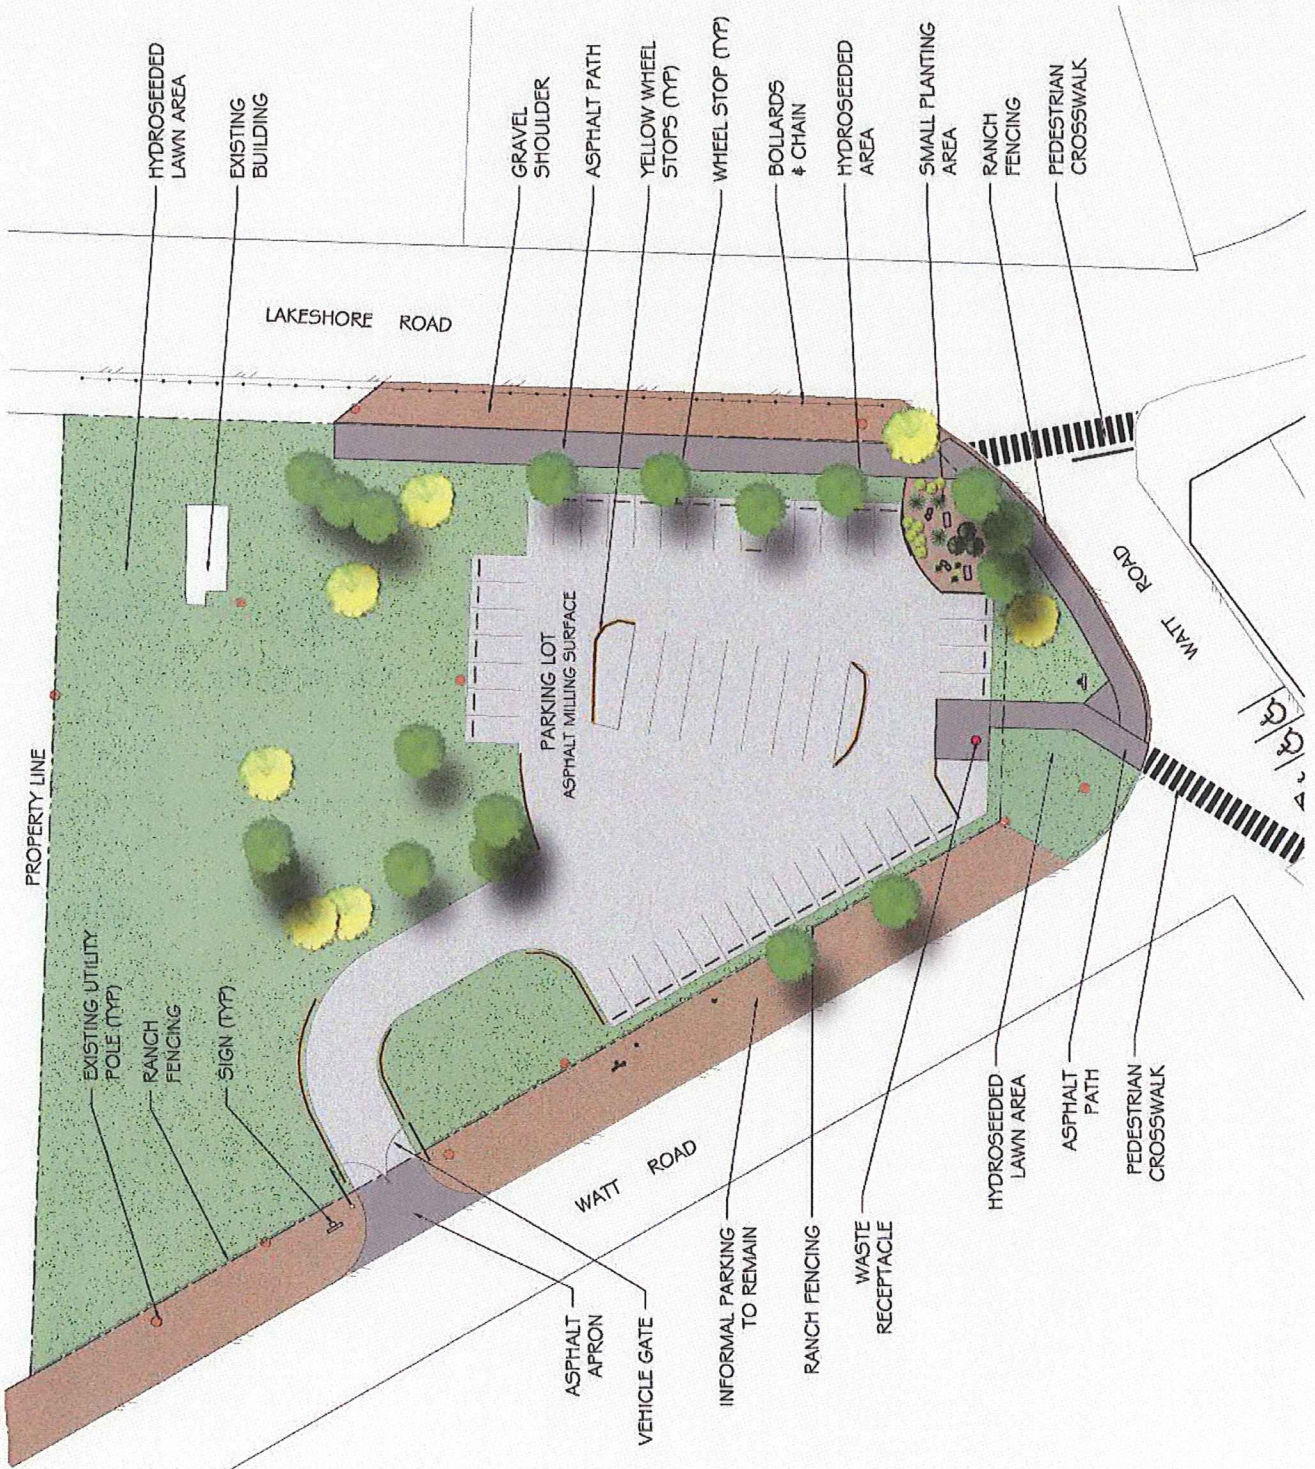 HYDROSEEDED
LAWN AREA
EXISTING
BUILDING
GRAVEL
SHOULDER
ASPHALT PATH
YELLOW WHEEL
STOPS (TYP)
WHEEL STOP (TYP)
BOLLARDS
& CHAIN
HYDROSEEDED
AREA
SMALL PLANTING
AREA
RANCH
FENCING
PEDESTRIAN
CROSSWALK
LAKESHORE ROAD
PROPERTY LINE
PARKING LOT
ASPHALT MILLING SURFACE
WATT ROAD
EXISTING UTILITY
POLE (TYP)
RANCH
FENCING
SIGN (TYP)
WATT ROAD
ASPHALT
APRON
VEHICLE GATE
INFORMAL PARKING
TO REMAIN
RANCH FENCING
WASTE
RECEPTACLE
HYDROSEEDED
LAWN AREA
ASPHALT
PATH
PEDESTRIAN
CROSSWALK